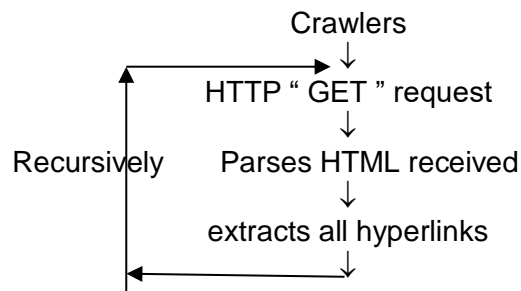 Crawlers
HTTP “ GET ” request
Recursively Parses HTML received
extracts all hyperlinks